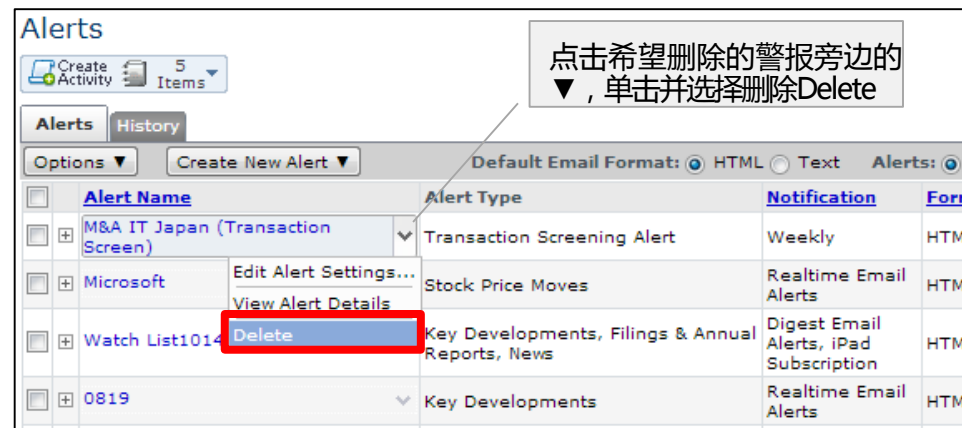 Alerts
点击希望删除的警报旁边的
▼，单击并选择删除Delete
Create
Activity
5
Items
Alerts History
Options ▼ Create New Alert ▼ Default Email Format: HTML Text Alerts:
Alert Name Alert Type Notification
M&A IT Japan (Transaction
Screen)
Transaction Screening Alert Weekly HTM
Microsoft
Stock Price Moves
Realtime Email
Alerts
HTM
Edit Alert Settings...
View Alert Details
Delete
Watch List1014
Key Developments, Filings & Annual
Reports, News
Digest Email
Alerts, iPad
Subscription
HTM
0819 Key Developments
Realtime Email
Alerts
HTM